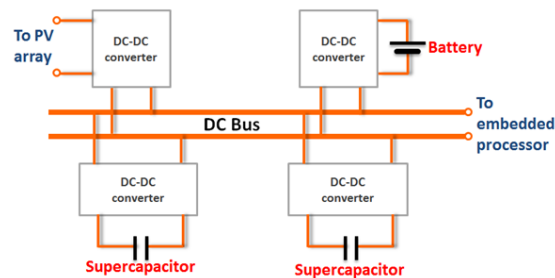 To PV
array
DC-DC
converter
DC-DC
converter
Battery
DC Bus
To
embedded
processor
DC-DC
converter
DC-DC
converter
Supercapacitor
Supercapacitor